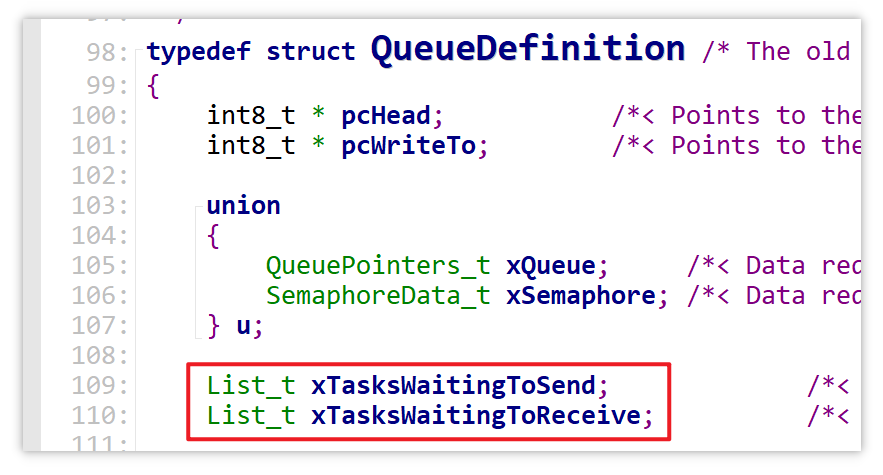 98: typedef struct QueueDefinition /* The old
99: {
100: int8_t * pcHead; /*< Points to the
101: int8_t * pcWriteTo; /*< Points to the
102:
103: union
104: {
105: QueuePointers_t xQueue; /*< Data req
106: SemaphoreData_t xSemaphore; /*< Data req
107: } u;
108:
109: List_t xTasksWaitingToSend; /*<
110: List_t xTasksWaitingToReceive; /*<
111: